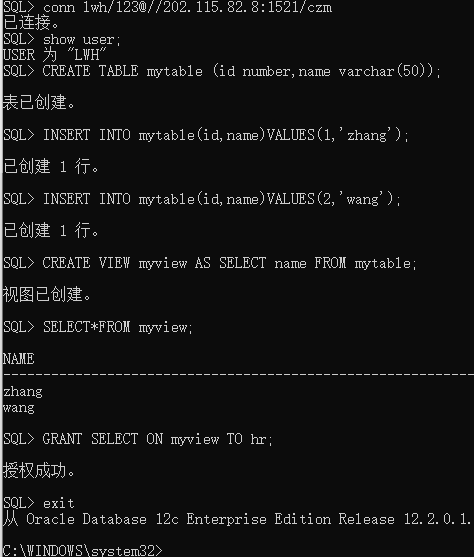 SQL> conn lwh/123@//202.115.82.8:1521/czm
已连接。
SQL> show user;
USER 为 "LWH"
SQL> CREATE TABLE mytable (id number,name varchar(50));
表已创建。
SQL> INSERT INTO mytable(id,name)VALUES(1,'zhang');
已创建 1 行。
SQL> INSERT INTO mytable(id,name)VALUES(2,'wang');
已创建 1 行。
SQL> CREATE VIEW myview AS SELECT name FROM mytable;
视图已创建。
SQL> SELECT*FROM myview;
NAME
--------------------------------------------------------------------------------
zhang
wang
SQL> GRANT SELECT ON myview TO hr;
授权成功。
SQL> exit
从 Oracle Database 12c Enterprise Edition Release 12.2.0.1.
C:\WINDOWS\system32>